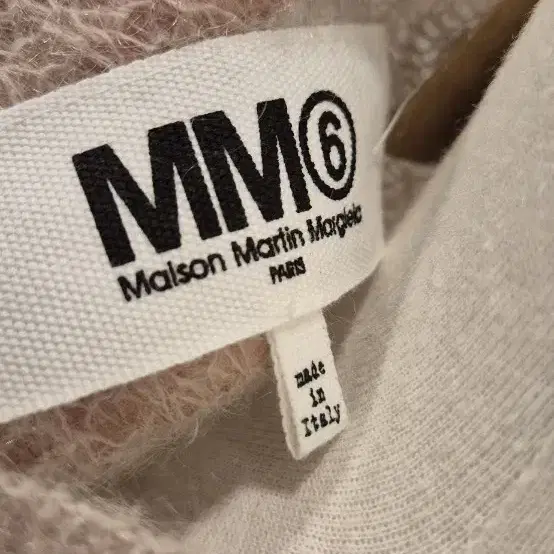 MM⑥
Maison Martin Margiela
PARIS
made
in
Italy